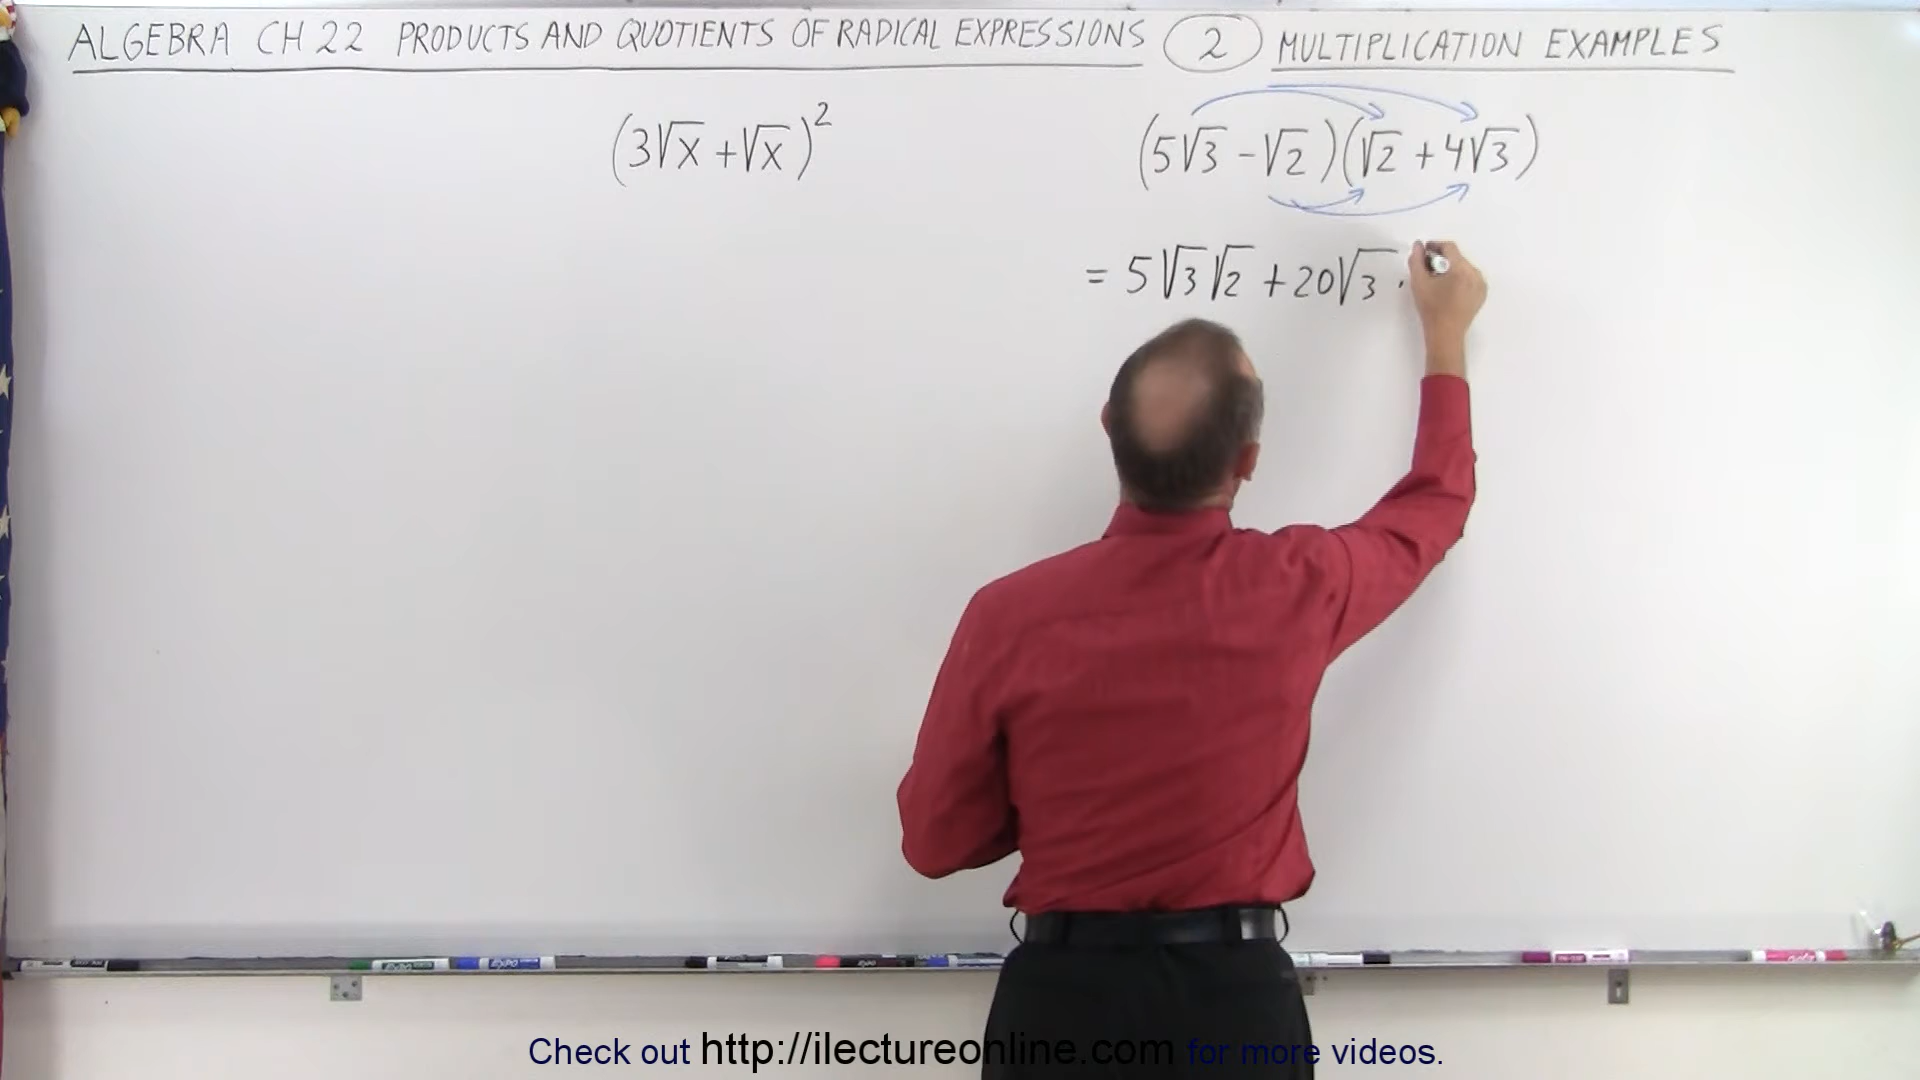 ALGEBRA CH 22 PRODUCTS AND QUOTIENTS OF RADICAL EXPRESSIONS 2 MULTIPLICATION EXAMPLES
(3√x + √x)²
(5√3 - √2)(√2 + 4√3)
= 5√3√2 + 20√3 ·
Check out http://ilectureonline.com for more videos.